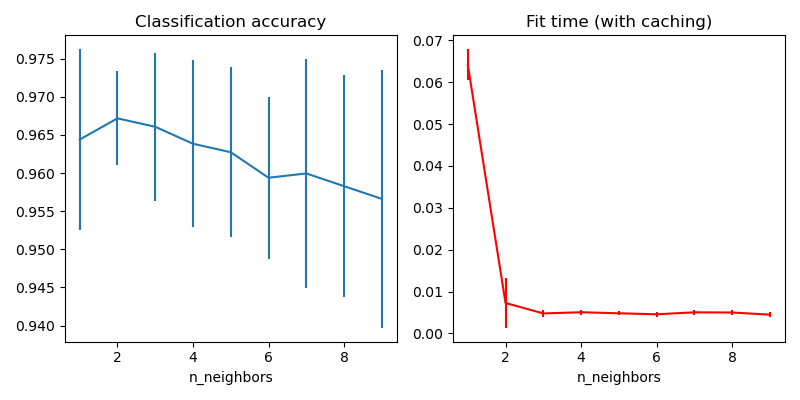 Classification accuracy
0.975
0.970
0.965
0.960
0.955
0.950
0.945
0.940
2 4 6 8
n_neighbors
Fit time (with caching)
0.07
0.06
0.05
0.04
0.03
0.02
0.01
0.00
2 4 6 8
n_neighbors